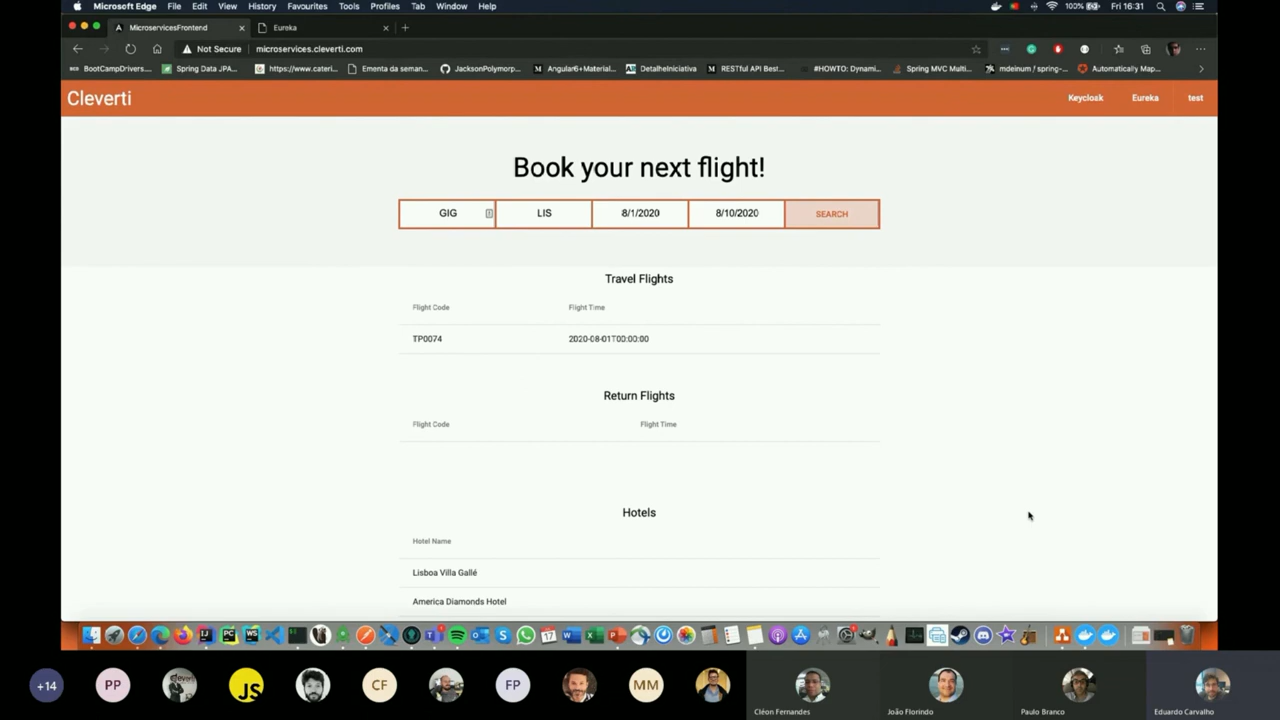 Microsoft Edge File Edit View History Favourites Tools Profiles Tab Window Help 100% Fri 16:31
MicroservicesFrontend Eureka
Not Secure microservices.cleverti.com
BootCampDrivers.... Spring Data JPA... https://www.cateri... Ementa da seman... JacksonPolymorp... Angular6+Material... DetalheIniciativa RESTful API Best... #HOWTO: Dynami... Spring MVC Multi... mdeinum / spring-... Automatically Map...
Cleverti Keycloak Eureka test
Book your next flight!
GIG LIS 8/1/2020 8/10/2020 SEARCH
Travel Flights
Flight Code Flight Time
TP0074 2020-08-01T00:00:00
Return Flights
Flight Code Flight Time
Hotels
Hotel Name
Lisboa Villa Gallé
America Diamonds Hotel
+14 PP JS CF FP MM
Cléon Fernandes João Florindo Paulo Branco Eduardo Carvalho